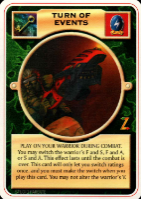 TURN OF
EVENTS
Z
PLAY ON YOUR WARRIOR DURING COMBAT.
You may switch the warrior's F and S, F and A,
or S and A. This effect lasts until the combat is
over. This card will only let you switch ratings
once and you must make the switch when you
play this card. You may not alter the warrior's V.